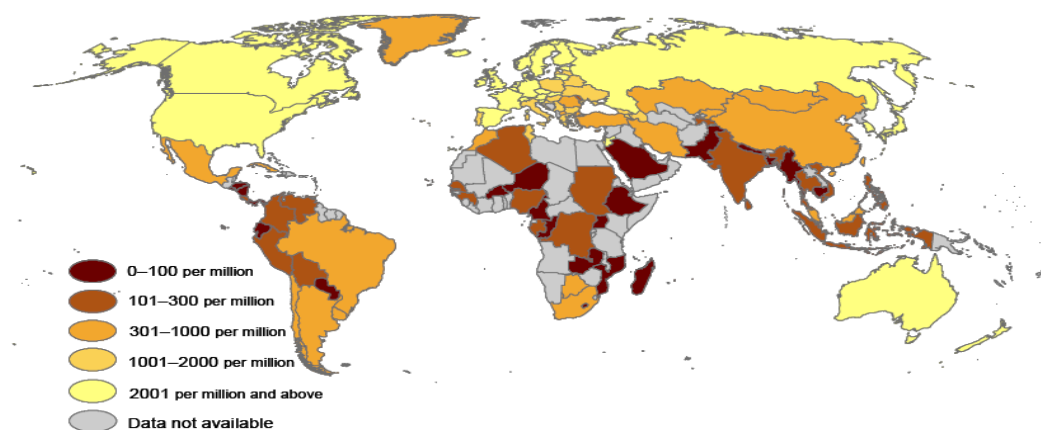 0–100 per million
101–300 per million
301–1000 per million
1001–2000 per million
2001 per million and above
Data not available